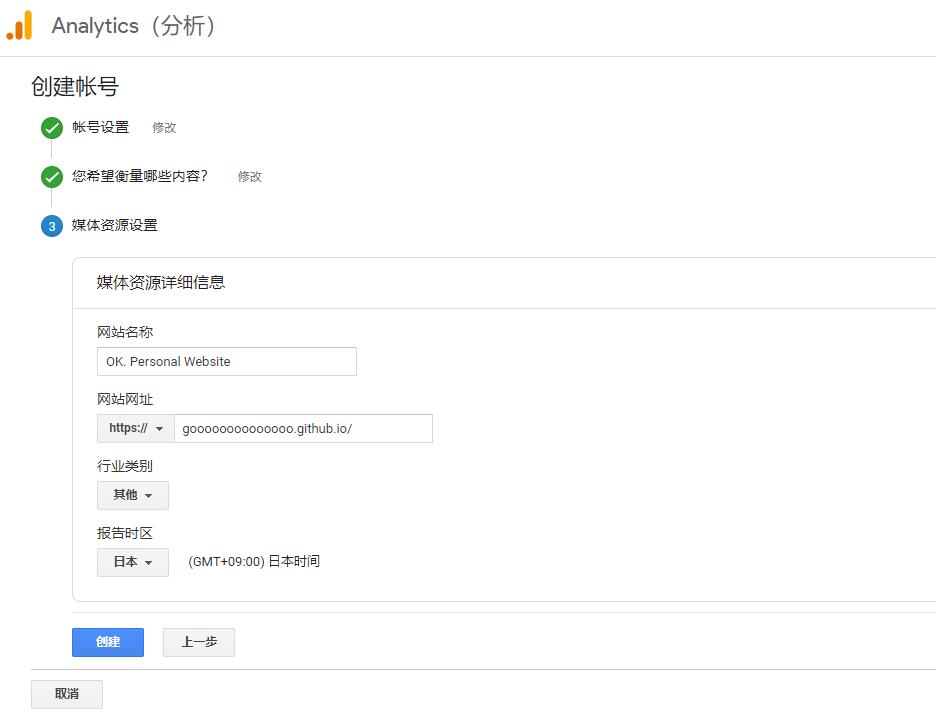 Analytics（分析）
创建帐号
帐号设置 修改
您希望衡量哪些内容？ 修改
3 媒体资源设置
媒体资源详细信息
网站名称
OK. Personal Website
网站网址
https:// goooooooooooooo.github.io/
行业类别
其他
报告时区
日本 (GMT+09:00) 日本时间
创建 上一步
取消